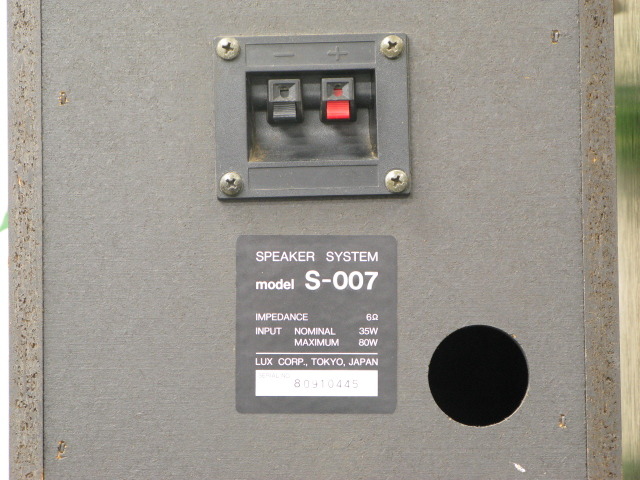 − +
SPEAKER SYSTEM
model S-007
IMPEDANCE 6Ω
INPUT NOMINAL 35W
MAXIMUM 80W
LUX CORP., TOKYO, JAPAN
80910445